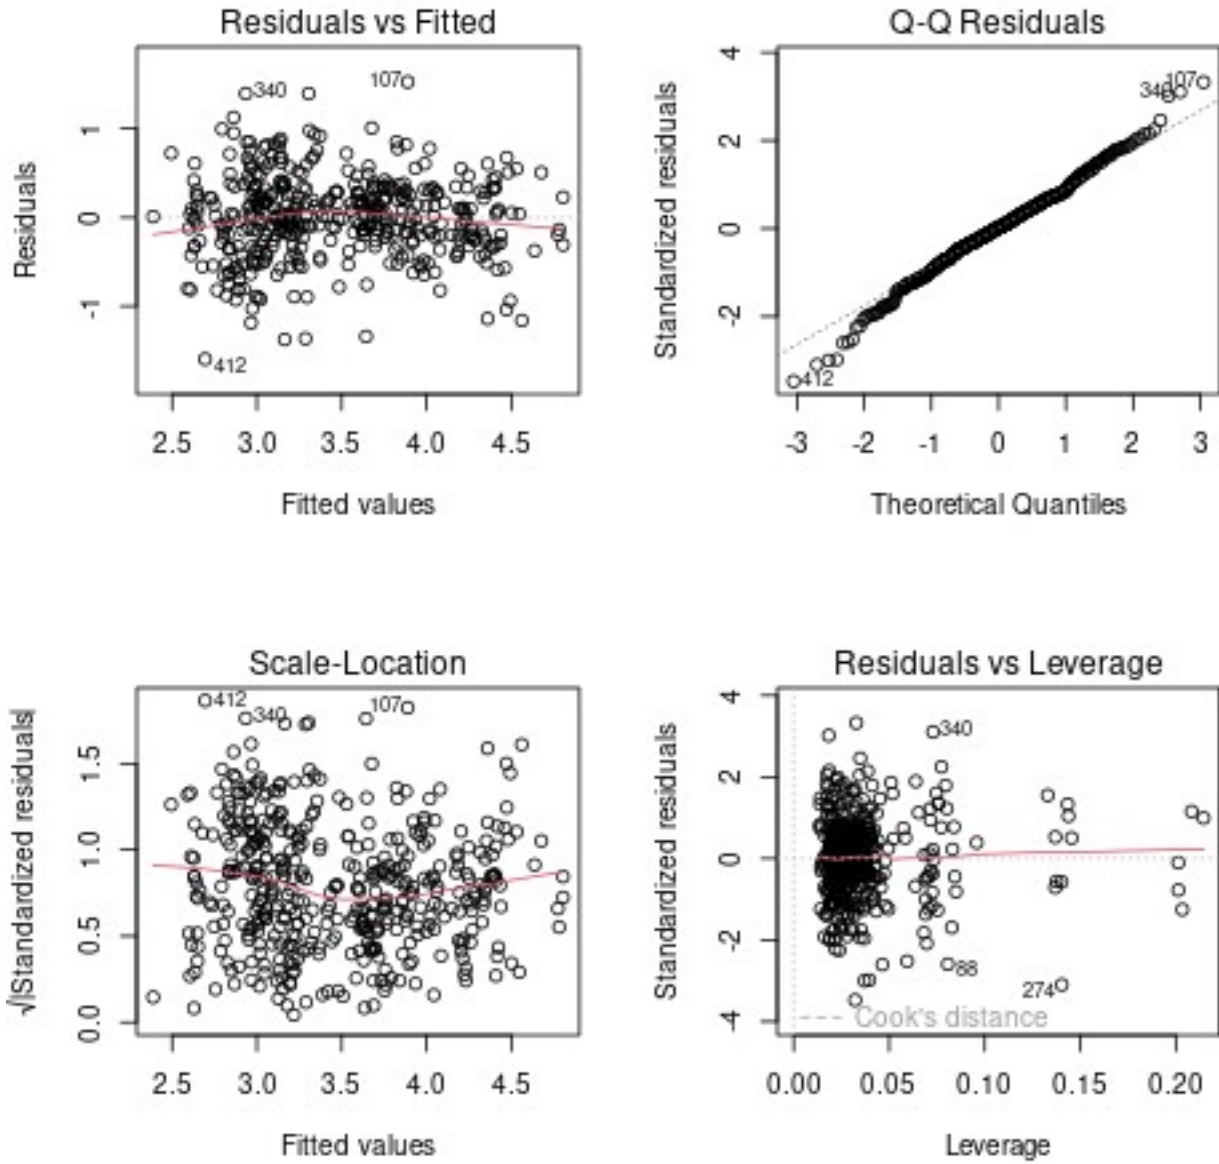 Residuals vs Fitted
Residuals
1
0
-1
340
107
412
2.5 3.0 3.5 4.0 4.5
Fitted values
Q-Q Residuals
Standardized residuals
4
2
0
-2
340
107
412
-3 -2 -1 0 1 2 3
Theoretical Quantiles
Scale-Location
√|Standardized residuals|
1.5
1.0
0.5
0.0
412
340
107
2.5 3.0 3.5 4.0 4.5
Fitted values
Residuals vs Leverage
Standardized residuals
4
2
0
-2
-4
340
88
274
Cook's distance
0.00 0.05 0.10 0.15 0.20
Leverage